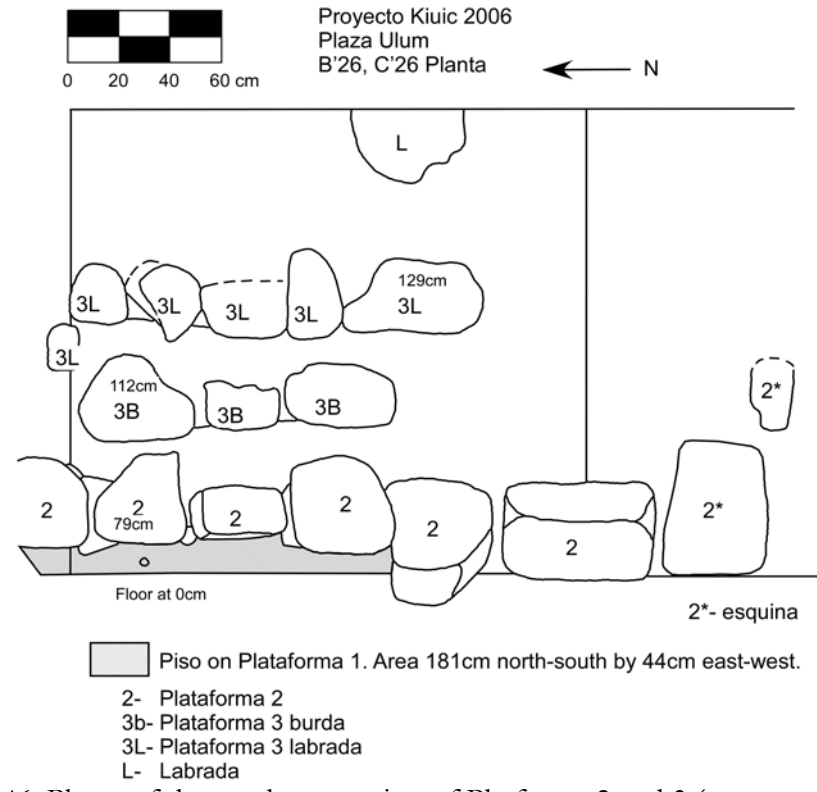 Proyecto Kiuic 2006
Plaza Ulum
B'26, C'26 Planta
N
0 20 40 60 cm
L
129cm
3L
3L
3L
3L
3L
3L
112cm
3B
3B
3B
2*
2
2
79cm
2
2
2
2
2*
Floor at 0cm
2*- esquina
Piso on Plataforma 1. Area 181cm north-south by 44cm east-west.
2- Plataforma 2
3b- Plataforma 3 burda
3L- Plataforma 3 labrada
L- Labrada